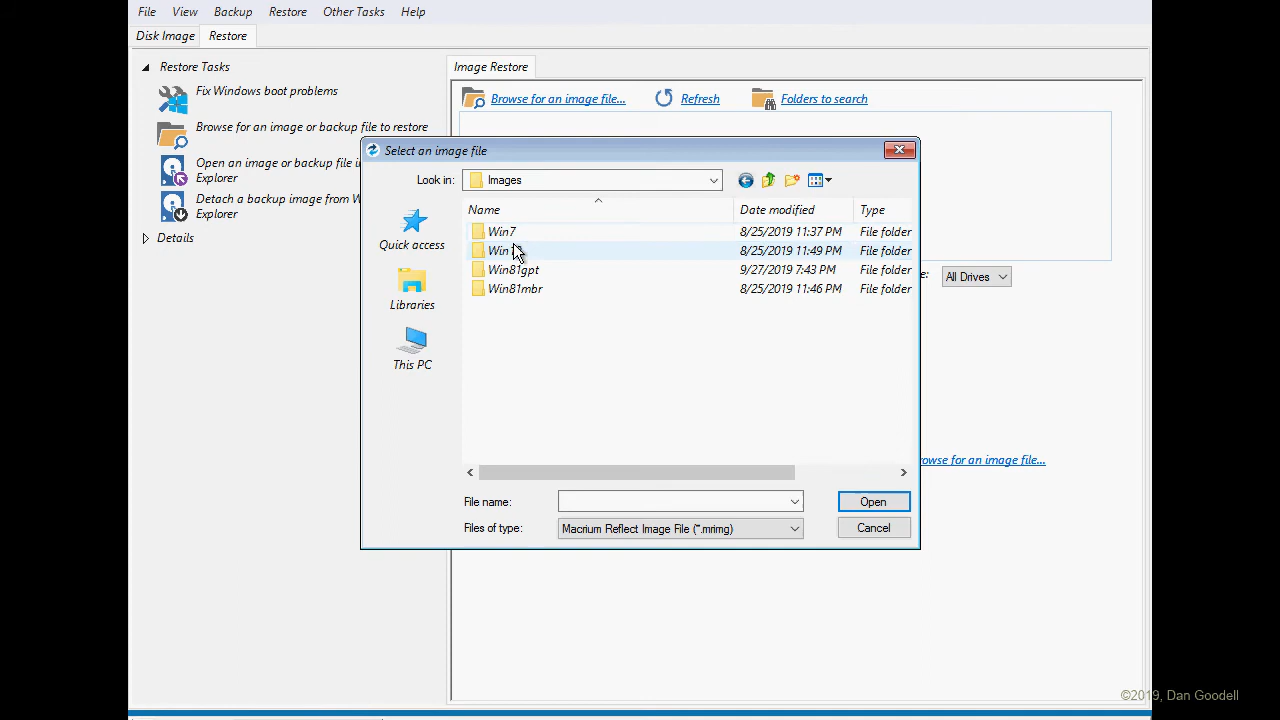 File View Backup Restore Other Tasks Help
Disk Image Restore
Restore Tasks
Fix Windows boot problems
Browse for an image or backup file to restore
Open an image or backup file i
Explorer
Detach a backup image from W
Explorer
Details
Image Restore
Browse for an image file... Refresh Folders to search
e: All Drives
owse for an image file...
Select an image file
Look in: Images
Quick access
Libraries
This PC
Name Date modified Type
Win7 8/25/2019 11:37 PM File folder
8/25/2019 11:49 PM File folder
Win81gpt 9/27/2019 7:43 PM File folder
Win81mbr 8/25/2019 11:46 PM File folder
File name: Open
Files of type: Macrium Reflect Image File (*.mrimg) Cancel
©2019, Dan Goodell